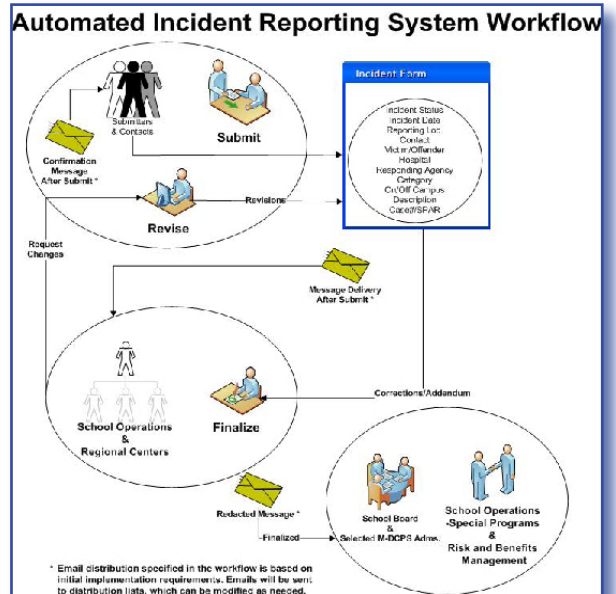 Automated Incident Reporting System Workflow
Submitters
& Contacts
Submit
Confirmation
Message
After Submit *
Revise
Revisions
Incident Form
Incident Status
Incident Date
Reporting Loc
Contact
Victim/Offender
Hospital
Responding Agency
Category
On/Off Campus
Description
Case#/SPAR
Request
Changes
Message Delivery
After Submit *
School Operations
&
Regional Centers
Finalize
Corrections/Addendum
Redacted Message *
Finalized
School Board
&
Selected M-DCPS Adms.
School Operations
-Special Programs
&
Risk and Benefits
Management
* Email distribution specified in the workflow is based on
initial implementation requirements. Emails will be sent
to distribution lists, which can be modified as needed.